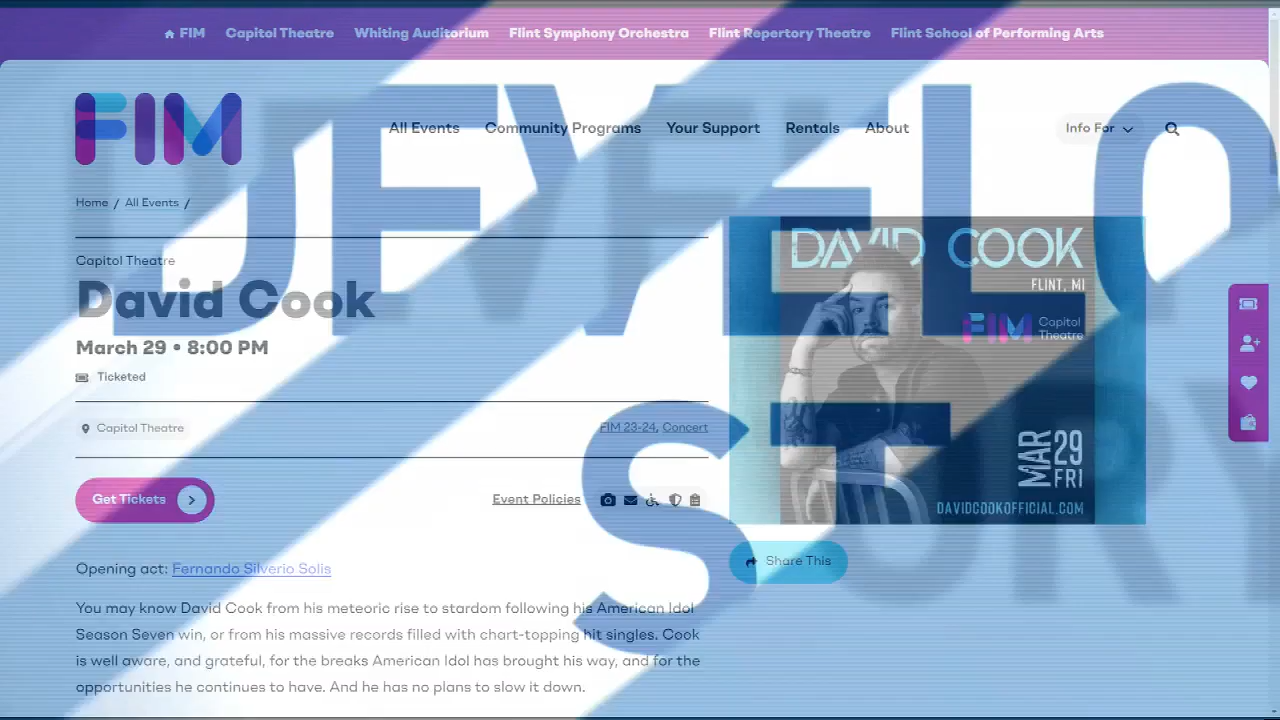 FIM Capitol Theatre Whiting Auditorium Flint Symphony Orchestra Flint Repertory Theatre Flint School of Performing Arts
FIM
All Events Community Programs Your Support Rentals About Info For
Home / All Events /
Capitol Theatre
David Cook
March 29 • 8:00 PM
Ticketed
Capitol Theatre
FIM 23-24, Concert
Get Tickets
Event Policies
Opening act: Fernando Silverio Solis
You may know David Cook from his meteoric rise to stardom following his American Idol
Season Seven win, or from his massive records filled with chart-topping hit singles. Cook
is well aware, and grateful, for the breaks American Idol has brought his way, and for the
opportunities he continues to have. And he has no plans to slow it down.
DAVID COOK
FLINT, MI
FIM Capitol
Theatre
MAR 29
FRI
DAVIDCOOKOFFICIAL.COM
Share This
STORY